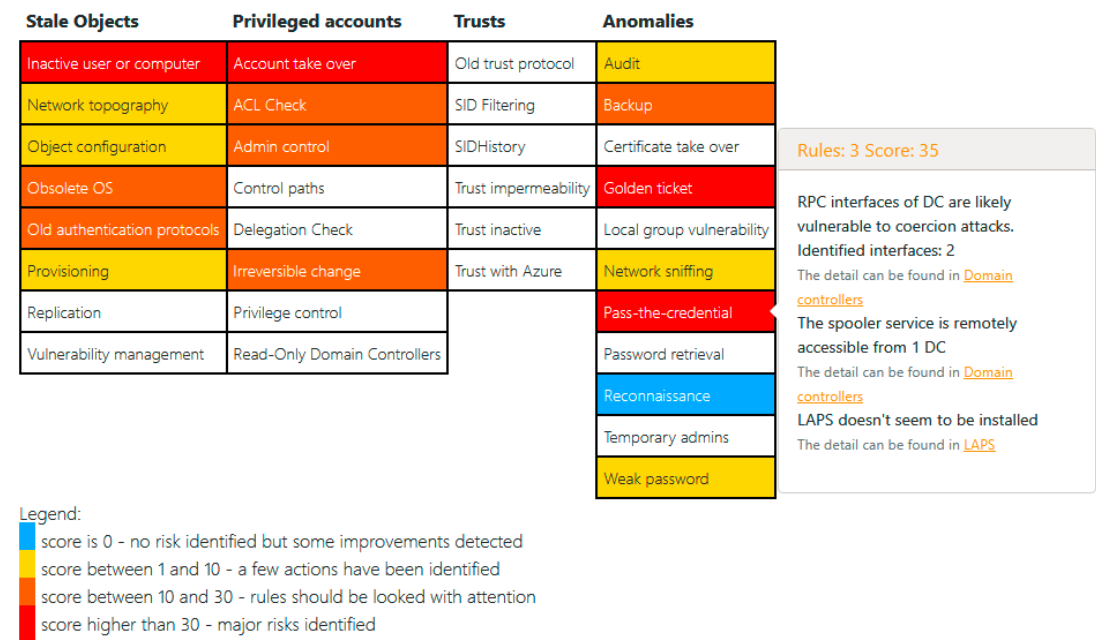 Stale Objects
Privileged accounts
Trusts
Anomalies
Inactive user or computer
Account take over
Old trust protocol
Audit
Network topography
ACL Check
SID Filtering
Backup
Object configuration
Admin control
SIDHistory
Certificate take over
Obsolete OS
Control paths
Trust impermeability
Golden ticket
Old authentication protocols
Delegation Check
Trust inactive
Local group vulnerability
Provisioning
Irreversible change
Trust with Azure
Network sniffing
Replication
Privilege control
Pass-the-credential
Vulnerability management
Read-Only Domain Controllers
Password retrieval
Reconnaissance
Temporary admins
Weak password
Rules: 3 Score: 35
RPC interfaces of DC are likely
vulnerable to coercion attacks.
Identified interfaces: 2
The detail can be found in Domain
controllers
The spooler service is remotely
accessible from 1 DC
The detail can be found in Domain
controllers
LAPS doesn't seem to be installed
The detail can be found in LAPS
Legend:
score is 0 - no risk identified but some improvements detected
score between 1 and 10 - a few actions have been identified
score between 10 and 30 - rules should be looked with attention
score higher than 30 - major risks identified